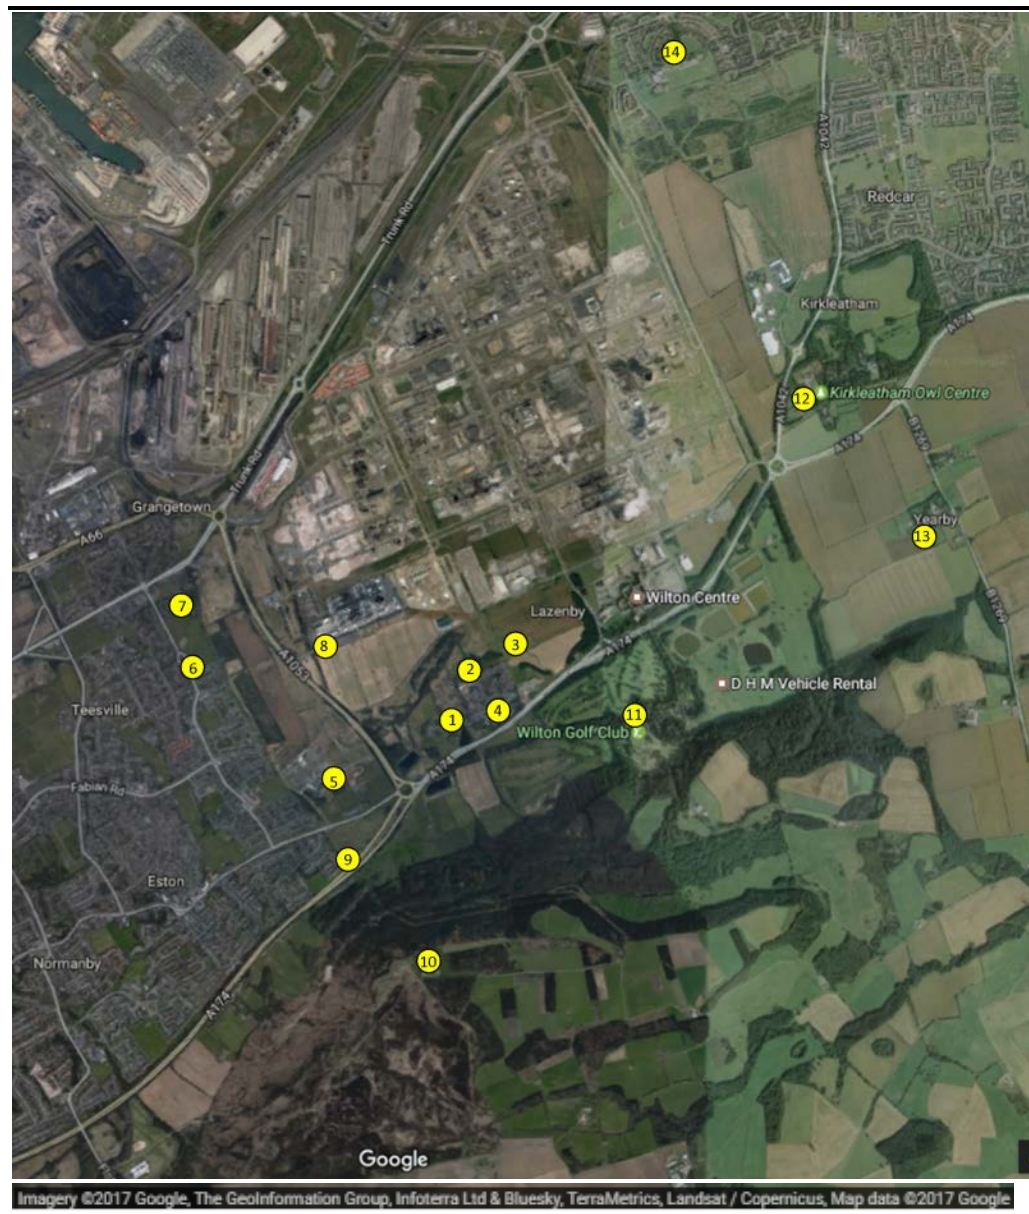 14
A1042
Redcar
Trunk Rd
Kirkleatham
A174
12
Kirkleatham Owl Centre
A1042
B1269
A174
Trunk Rd
Grangetown
A66
Yearby
13
7
Lazenby
Wilton Centre
B1269
8
3
A174
A1053
6
2
D H M Vehicle Rental
Teesville
1
4
11
Wilton Golf Club
A174
5
Fabian Rd
9
Eston
10
Normanby
A174
Google
Imagery ©2017 Google, The GeoInformation Group, Infoterra Ltd & Bluesky, TerraMetrics, Landsat / Copernicus, Map data ©2017 Google